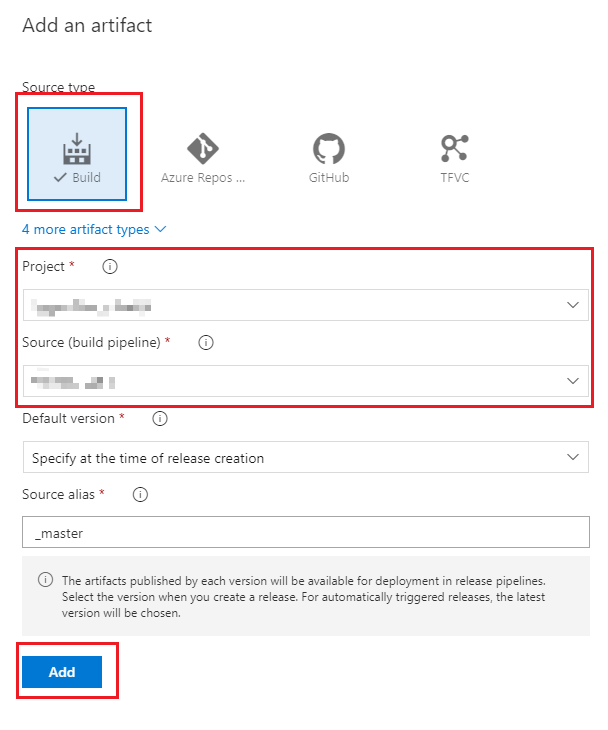 Add an artifact
Source type
Build
Azure Repos ...
GitHub
TFVC
4 more artifact types
Project *
Source (build pipeline) *
Default version *
Specify at the time of release creation
Source alias *
_master
The artifacts published by each version will be available for deployment in release pipelines.
Select the version when you create a release. For automatically triggered releases, the latest
version will be chosen.
Add